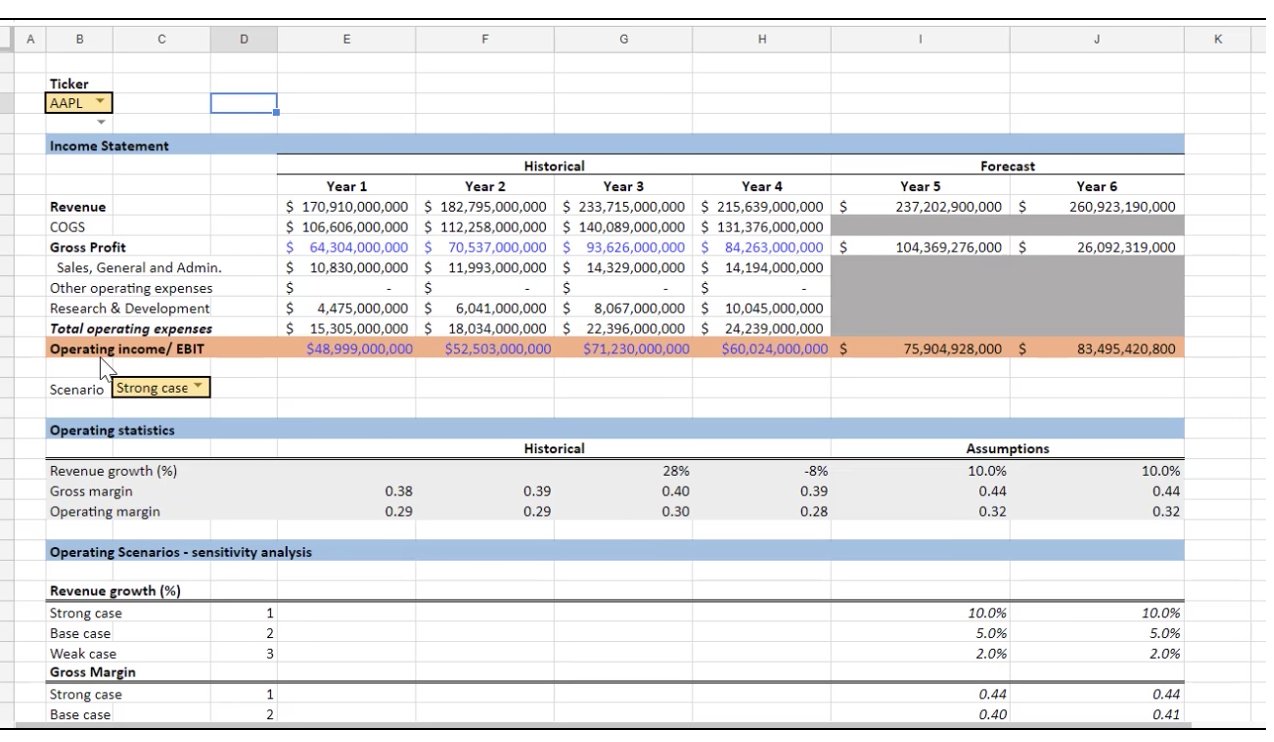 A B C D E F G H I J K
Ticker
AAPL
Income Statement
Historical Forecast
Year 1 Year 2 Year 3 Year 4 Year 5 Year 6
Revenue $ 170,910,000,000 $ 182,795,000,000 $ 233,715,000,000 $ 215,639,000,000 $ 237,202,900,000 $ 260,923,190,000
COGS $ 106,606,000,000 $ 112,258,000,000 $ 140,089,000,000 $ 131,376,000,000
Gross Profit $ 64,304,000,000 $ 70,537,000,000 $ 93,626,000,000 $ 84,263,000,000 $ 104,369,276,000 $ 26,092,319,000
Sales, General and Admin. $ 10,830,000,000 $ 11,993,000,000 $ 14,329,000,000 $ 14,194,000,000
Other operating expenses $ - $ - $ - $ -
Research & Development $ 4,475,000,000 $ 6,041,000,000 $ 8,067,000,000 $ 10,045,000,000
Total operating expenses $ 15,305,000,000 $ 18,034,000,000 $ 22,396,000,000 $ 24,239,000,000
Operating income/ EBIT $48,999,000,000 $52,503,000,000 $71,230,000,000 $60,024,000,000 $ 75,904,928,000 $ 83,495,420,800
Scenario Strong case
Operating statistics
Historical Assumptions
Revenue growth (%) 28% -8% 10.0% 10.0%
Gross margin 0.38 0.39 0.40 0.39 0.44 0.44
Operating margin 0.29 0.29 0.30 0.28 0.32 0.32
Operating Scenarios - sensitivity analysis
Revenue growth (%)
Strong case 1 10.0% 10.0%
Base case 2 5.0% 5.0%
Weak case 3 2.0% 2.0%
Gross Margin
Strong case 1 0.44 0.44
Base case 2 0.40 0.41